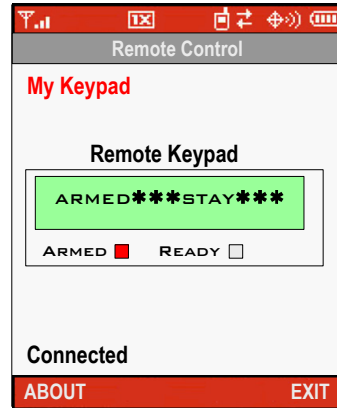 1X
Remote Control
My Keypad
Remote Keypad
ARMED***STAY***
ARMED READY
Connected
ABOUT EXIT